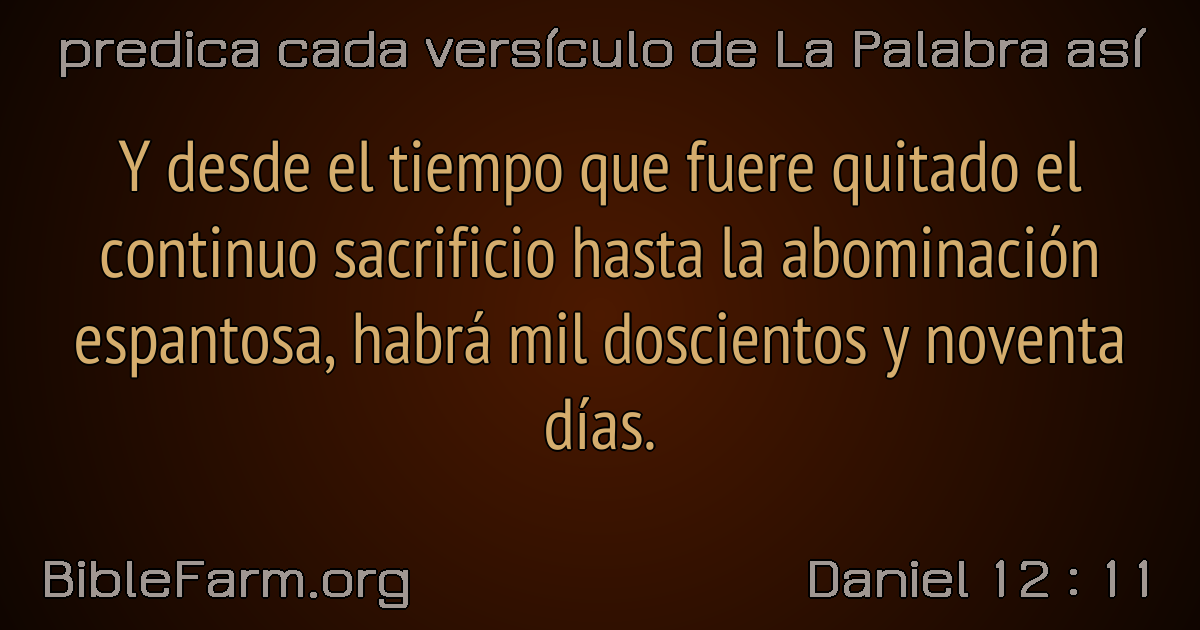 predica cada versículo de La Palabra así
Y desde el tiempo que fuere quitado el
continuo sacrificio hasta la abominación
espantosa, habrá mil doscientos y noventa
días.
BibleFarm.org
Daniel 12 : 11